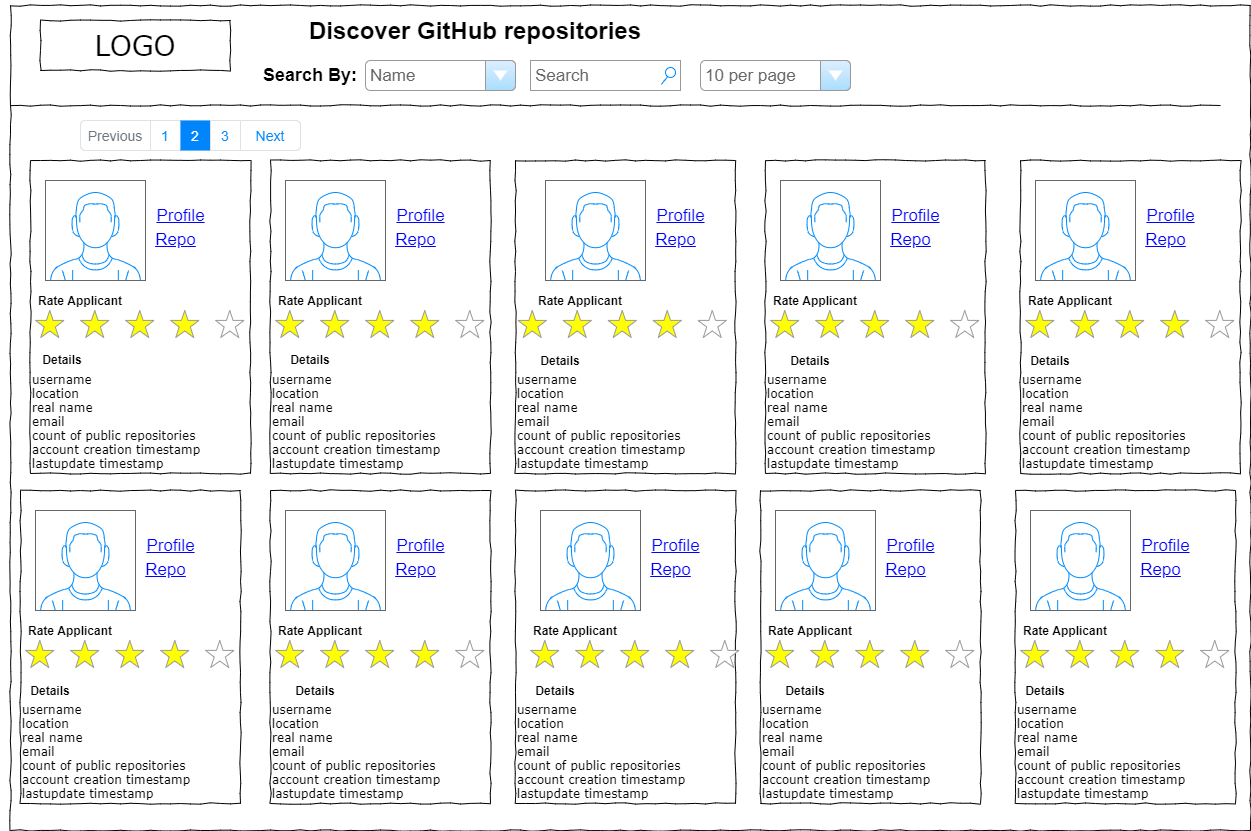 LOGO
Discover GitHub repositories
Search By: Name Search 10 per page
Previous 1 2 3 Next
Profile
Repo
Rate Applicant
Details
username
location
real name
email
count of public repositories
account creation timestamp
lastupdate timestamp
Profile
Repo
Rate Applicant
Details
username
location
real name
email
count of public repositories
account creation timestamp
lastupdate timestamp
Profile
Repo
Rate Applicant
Details
username
location
real name
email
count of public repositories
account creation timestamp
lastupdate timestamp
Profile
Repo
Rate Applicant
Details
username
location
real name
email
count of public repositories
account creation timestamp
lastupdate timestamp
Profile
Repo
Rate Applicant
Details
username
location
real name
email
count of public repositories
account creation timestamp
lastupdate timestamp
Profile
Repo
Rate Applicant
Details
username
location
real name
email
count of public repositories
account creation timestamp
lastupdate timestamp
Profile
Repo
Rate Applicant
Details
username
location
real name
email
count of public repositories
account creation timestamp
lastupdate timestamp
Profile
Repo
Rate Applicant
Details
username
location
real name
email
count of public repositories
account creation timestamp
lastupdate timestamp
Profile
Repo
Rate Applicant
Details
username
location
real name
email
count of public repositories
account creation timestamp
lastupdate timestamp
Profile
Repo
Rate Applicant
Details
username
location
real name
email
count of public repositories
account creation timestamp
lastupdate timestamp